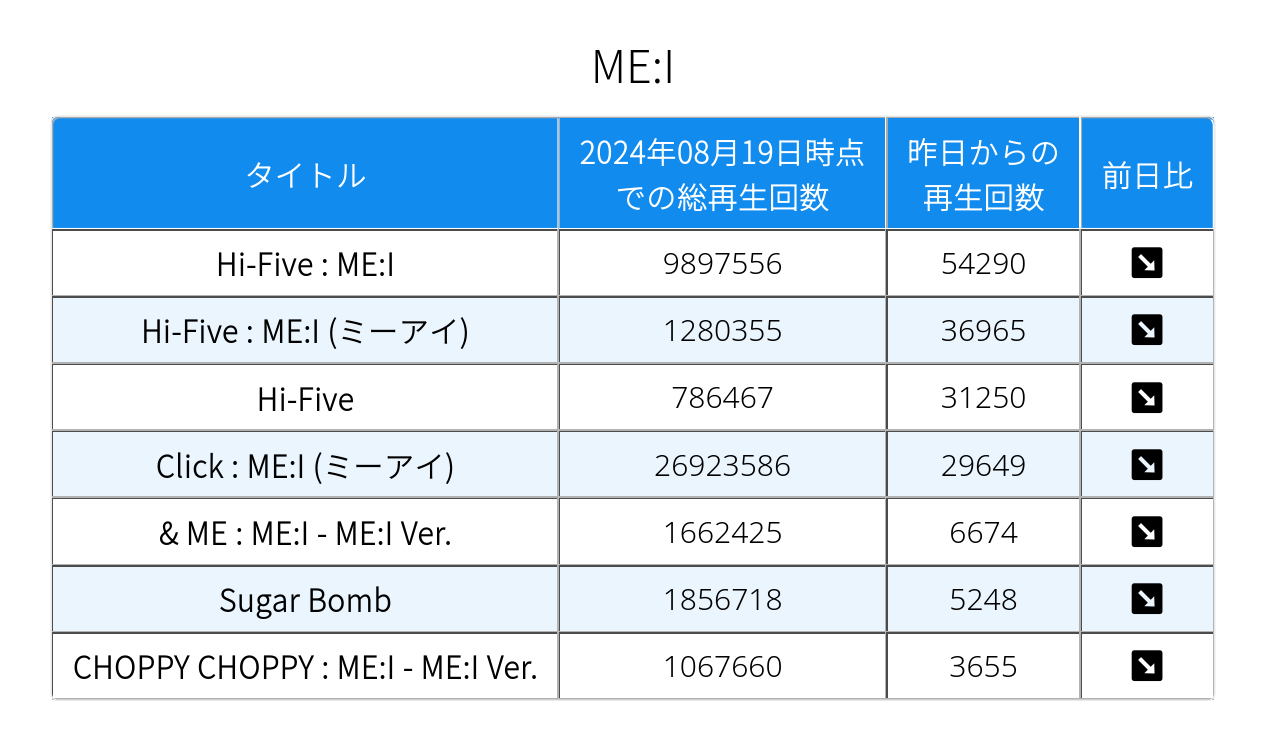 ME:I
タイトル
2024年08月19日時点
での総再生回数
昨日からの
再生回数
前日比
Hi-Five : ME:I 9897556 54290 ↘
Hi-Five : ME:I (ミーアイ) 1280355 36965 ↘
Hi-Five 786467 31250 ↘
Click : ME:I (ミーアイ) 26923586 29649 ↘
& ME : ME:I - ME:I Ver. 1662425 6674 ↘
Sugar Bomb 1856718 5248 ↘
CHOPPY CHOPPY : ME:I - ME:I Ver. 1067660 3655 ↘